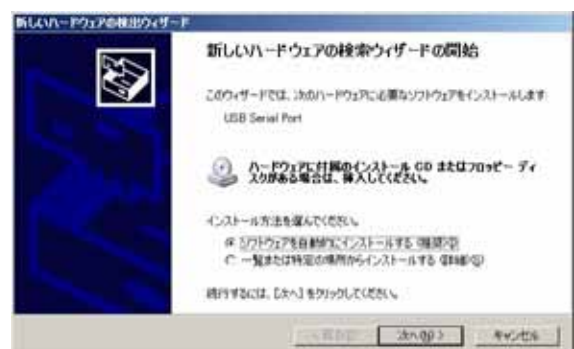 新しいハードウェアの検出ウィザード
新しいハードウェアの検索ウィザードの開始
このウィザードでは、次のハードウェアに必要なソフトウェアをインストールします:
USB Serial Port
ハードウェアに付属のインストール CD またはフロッピー ディ
スクがある場合は、挿入してください。
インストール方法を選んでください。
ソフトウェアを自動的にインストールする (推奨)(I)
一覧または特定の場所からインストールする (詳細)(S)
続行するには、[次へ] をクリックしてください。
< 戻る(B)
次へ(N) >
キャンセル